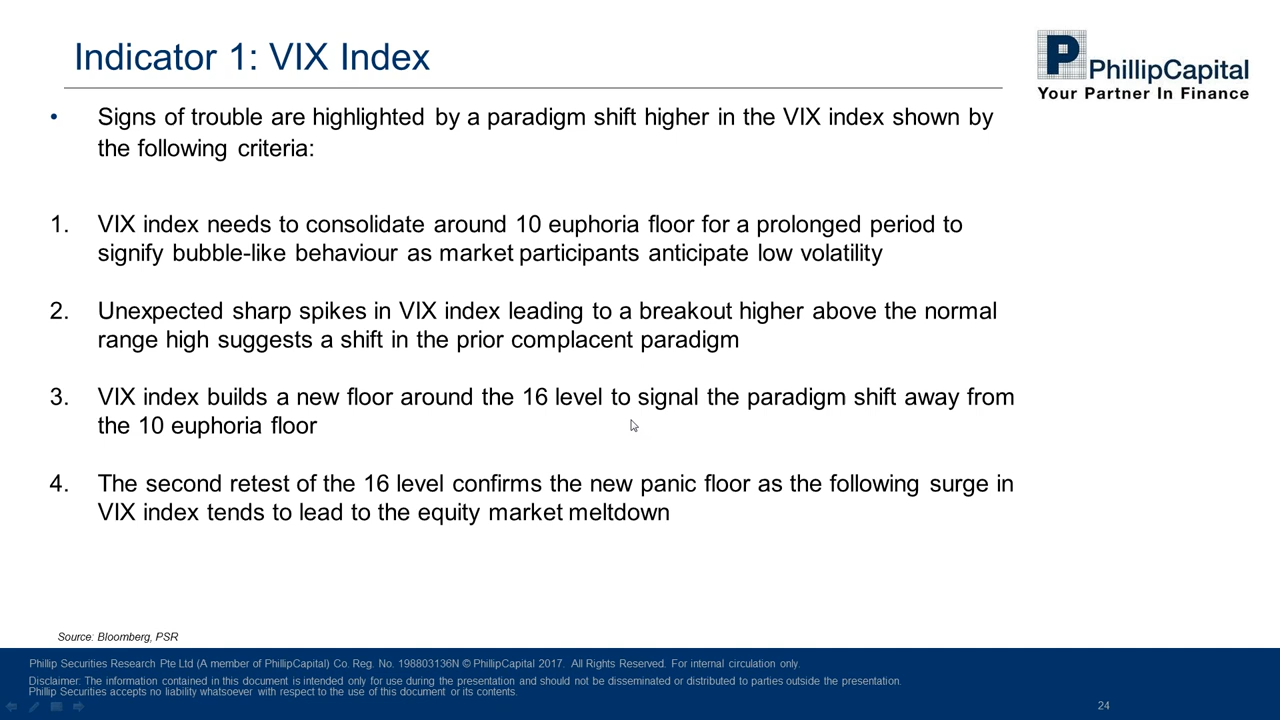 Indicator 1: VIX Index
PhillipCapital
Your Partner In Finance
• Signs of trouble are highlighted by a paradigm shift higher in the VIX index shown by
the following criteria:
1. VIX index needs to consolidate around 10 euphoria floor for a prolonged period to
signify bubble-like behaviour as market participants anticipate low volatility
2. Unexpected sharp spikes in VIX index leading to a breakout higher above the normal
range high suggests a shift in the prior complacent paradigm
3. VIX index builds a new floor around the 16 level to signal the paradigm shift away from
the 10 euphoria floor
4. The second retest of the 16 level confirms the new panic floor as the following surge in
VIX index tends to lead to the equity market meltdown
Source: Bloomberg, PSR
Phillip Securities Research Pte Ltd (A member of PhillipCapital) Co. Reg. No. 198803136N © PhillipCapital 2017. All Rights Reserved. For internal circulation only.
Disclaimer: The information contained in this document is intended only for use during the presentation and should not be disseminated or distributed to parties outside the presentation.
Phillip Securities accepts no liability whatsoever with respect to the use of this document or its contents.
24